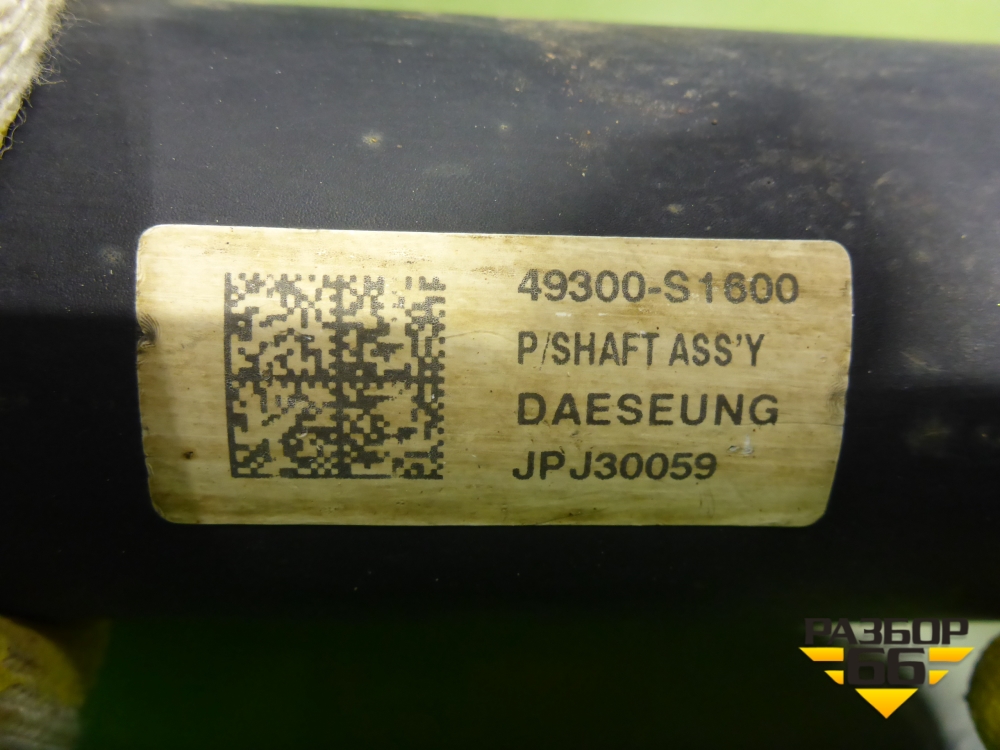 49300-S1600
P/SHAFT ASS'Y
DAESEUNG
JPJ30059
РАЗБОР
66